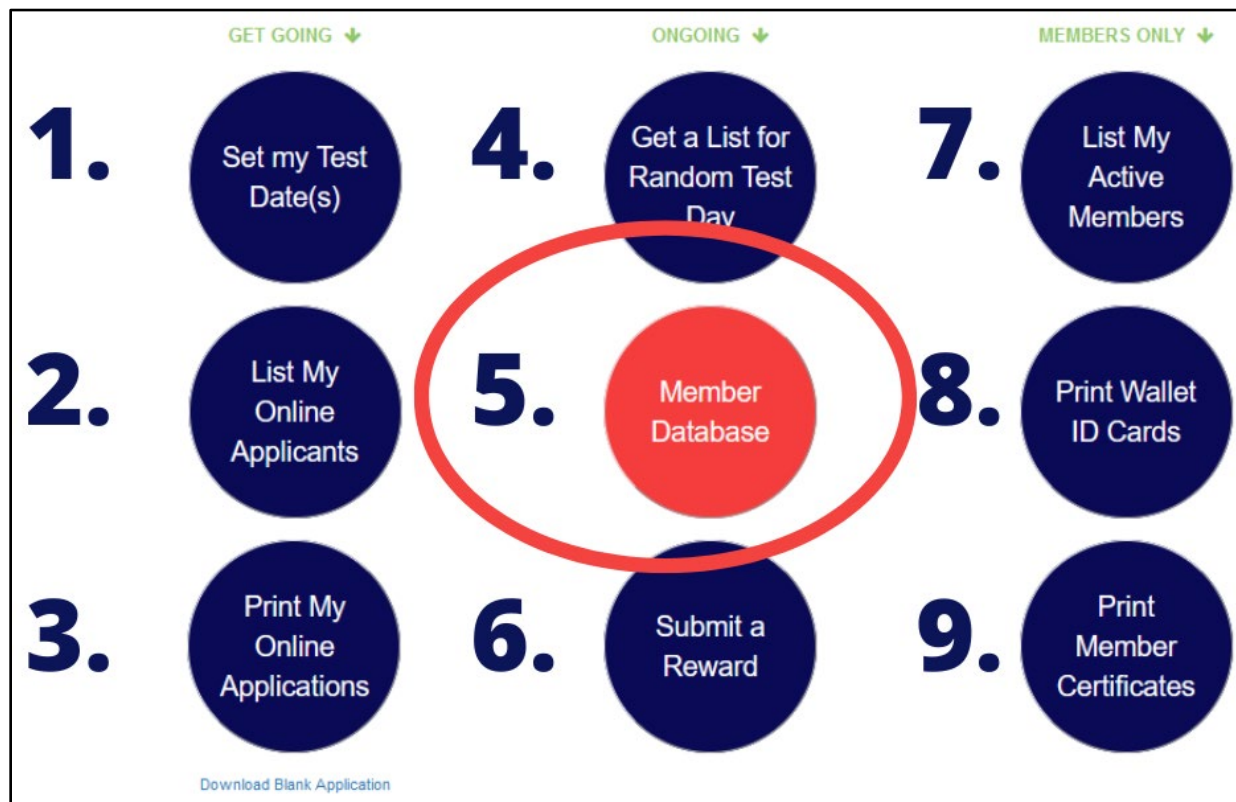 GET GOING
1.
Set my Test
Date(s)
2.
List My
Online
Applicants
3.
Print My
Online
Applications
Download Blank Application
ONGOING
4.
Get a List for
Random Test
Day
5.
Member
Database
6.
Submit a
Reward
MEMBERS ONLY
7.
List My
Active
Members
8.
Print Wallet
ID Cards
9.
Print
Member
Certificates